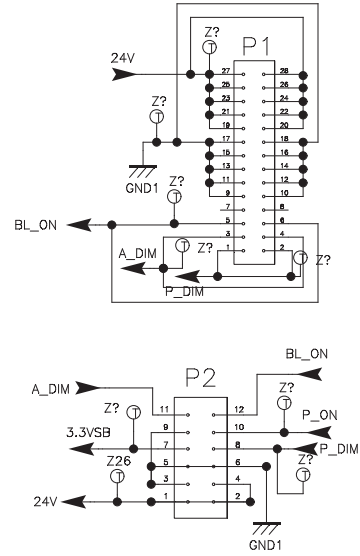 P1
Z?
24V
27 28
25 26
23 24
21 22
19 20
Z?
17 18
15 16
13 14
11 12
GND1
9 10
Z?
7 8
BL_ON
5 6
3 4
A_DIM
Z?
1 2
Z?
P_DIM
BL_ON
P2
A_DIM
Z?
11 12
Z?
P_ON
9 10
3.3VSB
7 8
P_DIM
Z26
5 6
Z?
3 4
24V
1 2
GND1